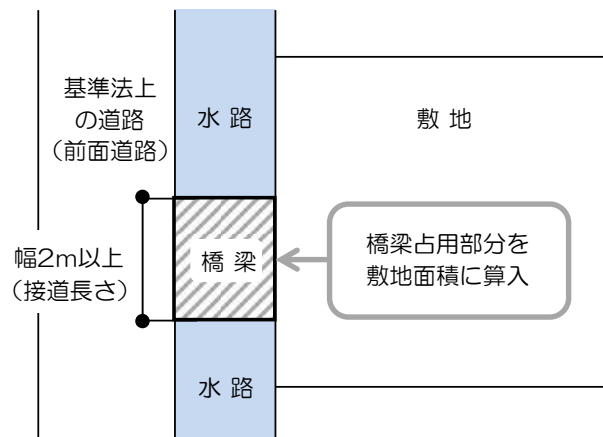 基準法上
の道路
（前面道路）
水 路
敷 地
幅2m以上
（接道長さ）
橋 梁
橋梁占用部分を
敷地面積に算入
水 路